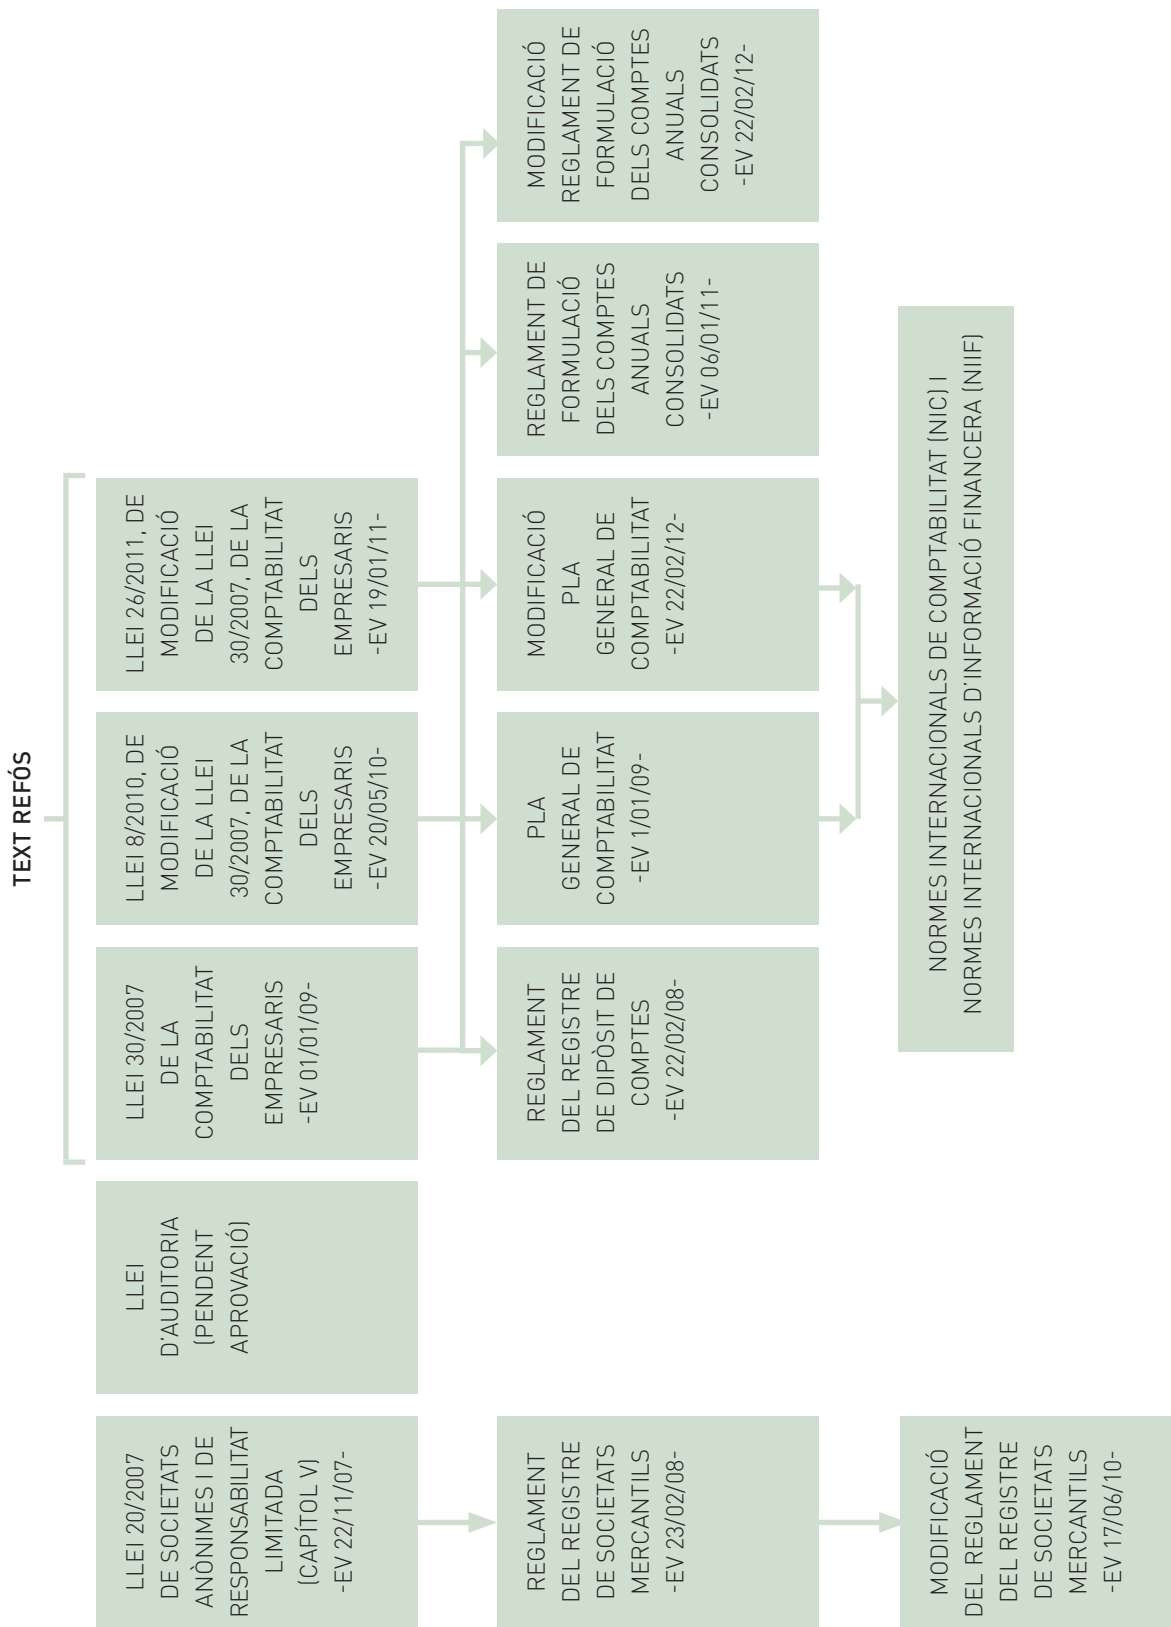 TEXT REFÓS
LLEI 20/2007
DE SOCIETATS
ANÒNIMES I DE
RESPONSABILITAT
LIMITADA
(CAPÍTOL V)
-EV 22/11/07-
LLEI
D'AUDITORIA
(PENDENT
APROVACIÓ)
LLEI 30/2007
DE LA
COMPTABILITAT
DELS
EMPRESARIS
-EV 01/01/09-
LLEI 8/2010, DE
MODIFICACIÓ
DE LA LLEI
30/2007, DE LA
COMPTABILITAT
DELS
EMPRESARIS
-EV 20/05/10-
LLEI 26/2011, DE
MODIFICACIÓ
DE LA LLEI
30/2007, DE LA
COMPTABILITAT
DELS
EMPRESARIS
-EV 19/01/11-
REGLAMENT
DEL REGISTRE
DE SOCIETATS
MERCANTILS
-EV 23/02/08-
REGLAMENT
DEL REGISTRE
DE DIPÒSIT DE
COMPTES
-EV 22/02/08-
PLA
GENERAL DE
COMPTABILITAT
-EV 1/01/09-
MODIFICACIÓ
PLA
GENERAL DE
COMPTABILITAT
-EV 22/02/12-
REGLAMENT DE
FORMULACIÓ
DELS COMPTES
ANUALS
CONSOLIDATS
-EV 06/01/11-
MODIFICACIÓ
REGLAMENT DE
FORMULACIÓ
DELS COMPTES
ANUALS
CONSOLIDATS
-EV 22/02/12-
MODIFICACIÓ
DEL REGLAMENT
DEL REGISTRE
DE SOCIETATS
MERCANTILS
-EV 17/06/10-
NORMES INTERNACIONALS DE COMPTABILITAT (NIC) I
NORMES INTERNACIONALS D'INFORMACIÓ FINANCERA (NIIF)